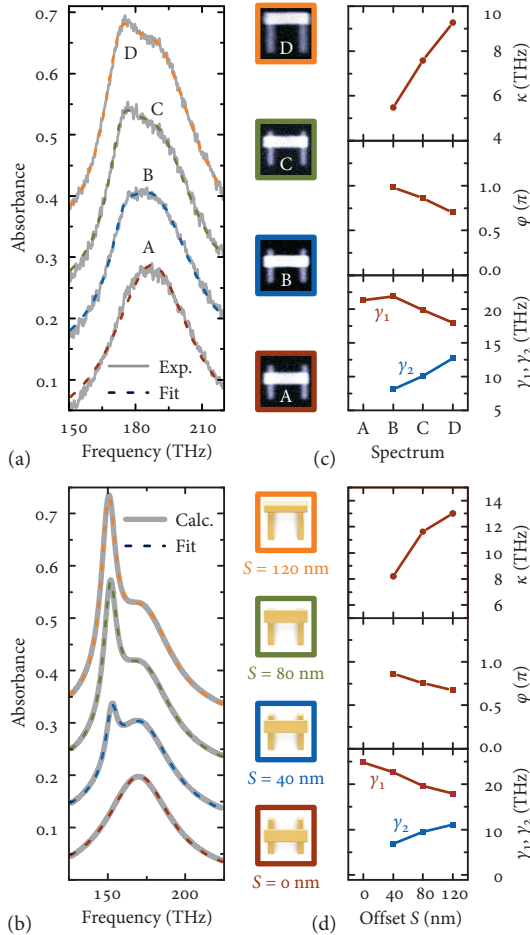 0.7
0.6
0.5
0.4
0.3
0.2
0.1
Absorbance
D
C
B
A
Exp.
Fit
150 180 210
(a) Frequency (THz)
D
C
B
A
10
8
6
4
κ (THz)
1.0
0.5
0.0
φ (π)
20
15
10
5
γ₁, γ₂ (THz)
γ₁
γ₂
A B C D
(c) Spectrum
0.7
0.6
0.5
0.4
0.3
0.2
0.1
Absorbance
Calc.
Fit
150 200
(b) Frequency (THz)
S = 120 nm
S = 80 nm
S = 40 nm
S = 0 nm
14
12
10
8
6
κ (THz)
1.0
0.5
0.0
φ (π)
20
10
0
γ₁, γ₂ (THz)
γ₁
γ₂
0 40 80 120
(d) Offset S (nm)